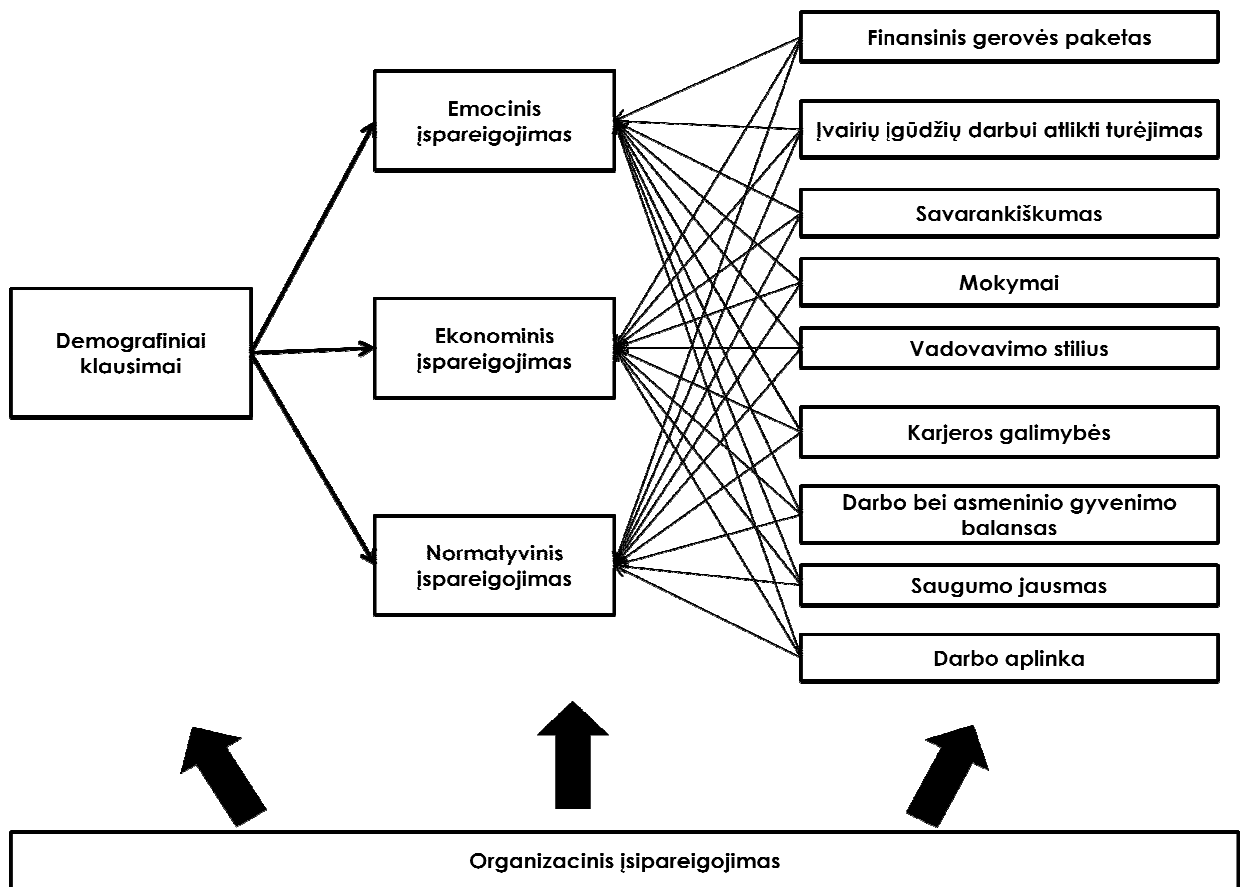 Demografiniai
klausimai
Emocinis
įspareigojimas
Ekonominis
įspareigojimas
Normatyvinis
įspareigojimas
Finansinis gerovės paketas
Įvairių įgūdžių darbui atlikti turėjimas
Savarankiškumas
Mokymai
Vadovavimo stilius
Karjeros galimybės
Darbo bei asmeninio gyvenimo
balansas
Saugumo jausmas
Darbo aplinka
Organizacinis įsipareigojimas